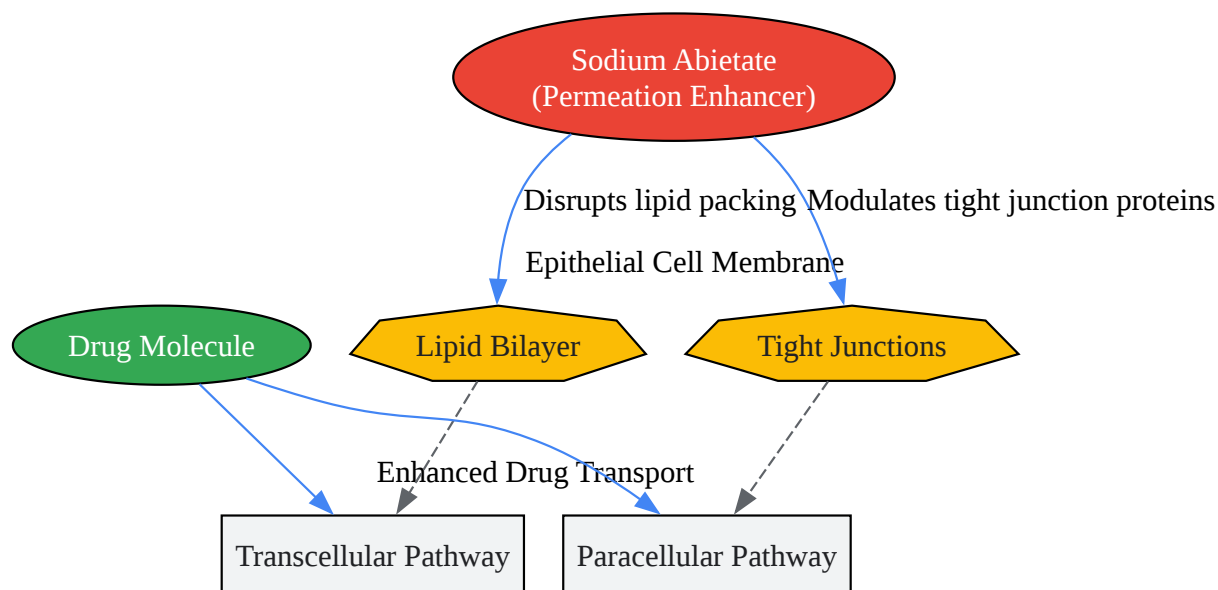 Sodium Abietate
(Permeation Enhancer)
Disrupts lipid packing
Modulates tight junction proteins
Epithelial Cell Membrane
Drug Molecule
Lipid Bilayer
Tight Junctions
Enhanced Drug Transport
Transcellular Pathway
Paracellular Pathway